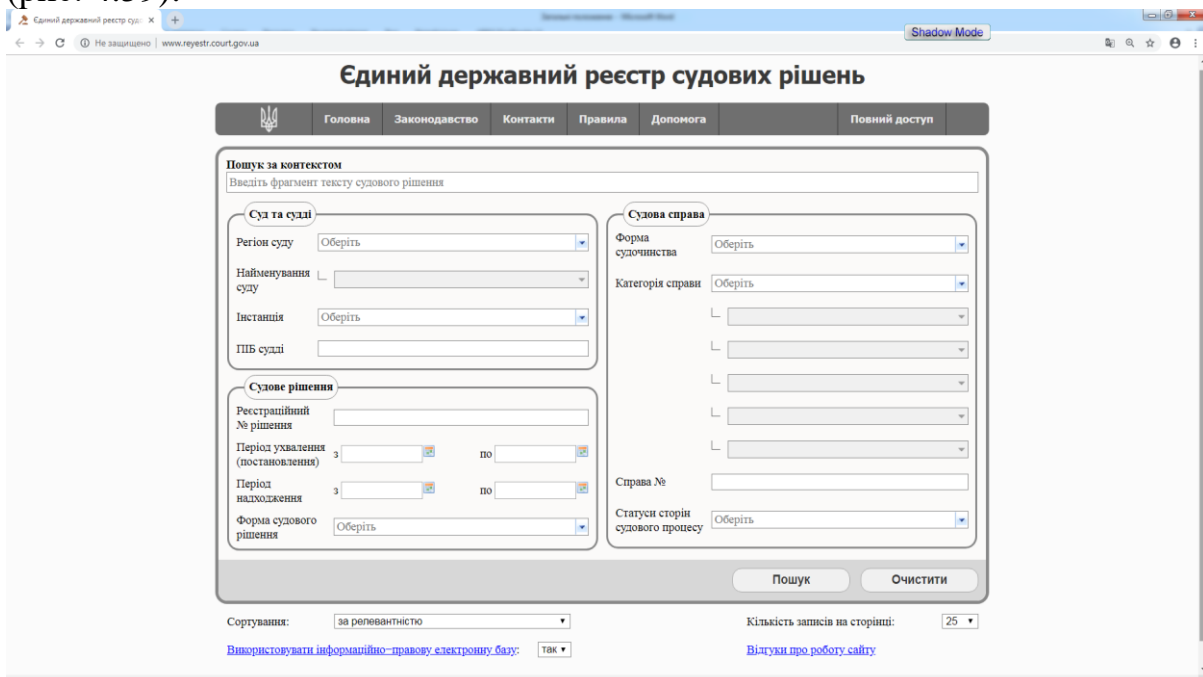 Єдиний державний реєстр суд
Не защищено | www.reyestr.court.gov.ua
Shadow Mode
Єдиний державний реєстр судових рішень
Головна Законодавство Контакти Правила Допомога Повний доступ
Пошук за контекстом
Введіть фрагмент тексту судового рішення
Суд та судді
Регіон суду Оберіть
Найменування
суду
Інстанція Оберіть
ПІБ судді
Судове рішення
Реєстраційний
№ рішення
Період ухвалення
(постановлення) з по
Період
надходження з по
Форма судового
рішення Оберіть
Судова справа
Форма
судочинства Оберіть
Категорія справи Оберіть
Справа №
Статуси сторін
судового процесу Оберіть
Пошук Очистити
Сортування: за релевантністю Кількість записів на сторінці: 25
Використовувати інформаційно-правову електронну базу: так Відгуки про роботу сайту